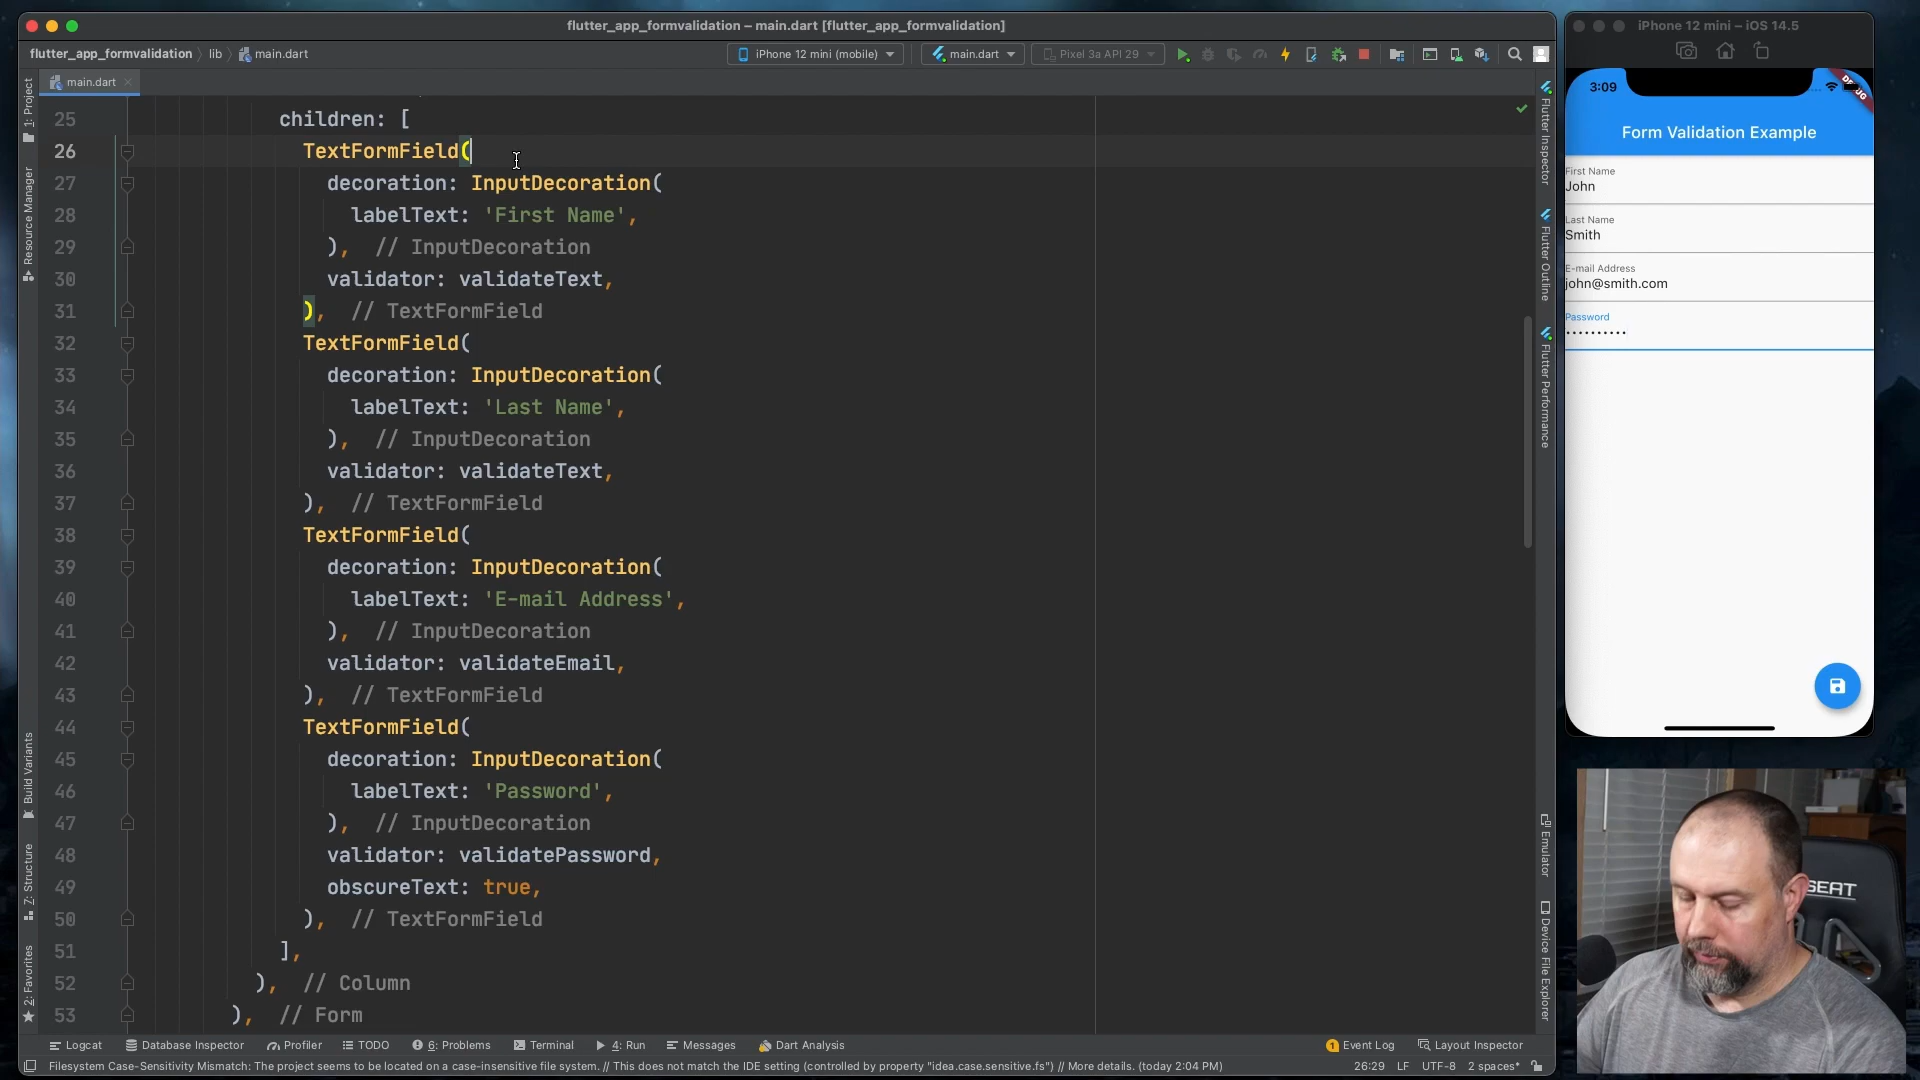 flutter_app_formvalidation – main.dart [flutter_app_formvalidation]
flutter_app_formvalidation
lib
main.dart
iPhone 12 mini (mobile)
main.dart
Pixel 3a API 29
main.dart
1: Project
Resource Manager
Build Variants
7: Structure
2: Favorites
25 children: [
26 TextFormField(
27 decoration: InputDecoration(
28 labelText: 'First Name',
29 ), // InputDecoration
30 validator: validateText,
31 ), // TextFormField
32 TextFormField(
33 decoration: InputDecoration(
34 labelText: 'Last Name',
35 ), // InputDecoration
36 validator: validateText,
37 ), // TextFormField
38 TextFormField(
39 decoration: InputDecoration(
40 labelText: 'E-mail Address',
41 ), // InputDecoration
42 validator: validateEmail,
43 ), // TextFormField
44 TextFormField(
45 decoration: InputDecoration(
46 labelText: 'Password',
47 ), // InputDecoration
48 validator: validatePassword,
49 obscureText: true,
50 ), // TextFormField
51 ],
52 ), // Column
53 ), // Form
Flutter Inspector
Flutter Outline
Flutter Performance
Emulator
Device File Explorer
Logcat
Database Inspector
Profiler
TODO
6: Problems
Terminal
4: Run
Messages
Dart Analysis
1 Event Log
Layout Inspector
Filesystem Case-Sensitivity Mismatch: The project seems to be located on a case-insensitive file system. // This does not match the IDE setting (controlled by property "idea.case.sensitive.fs") // More details. (today 2:04 PM)
26:29 LF UTF-8 2 spaces*
iPhone 12 mini – iOS 14.5
3:09
Form Validation Example
First Name
John
Last Name
Smith
E-mail Address
john@smith.com
Password
••••••••••